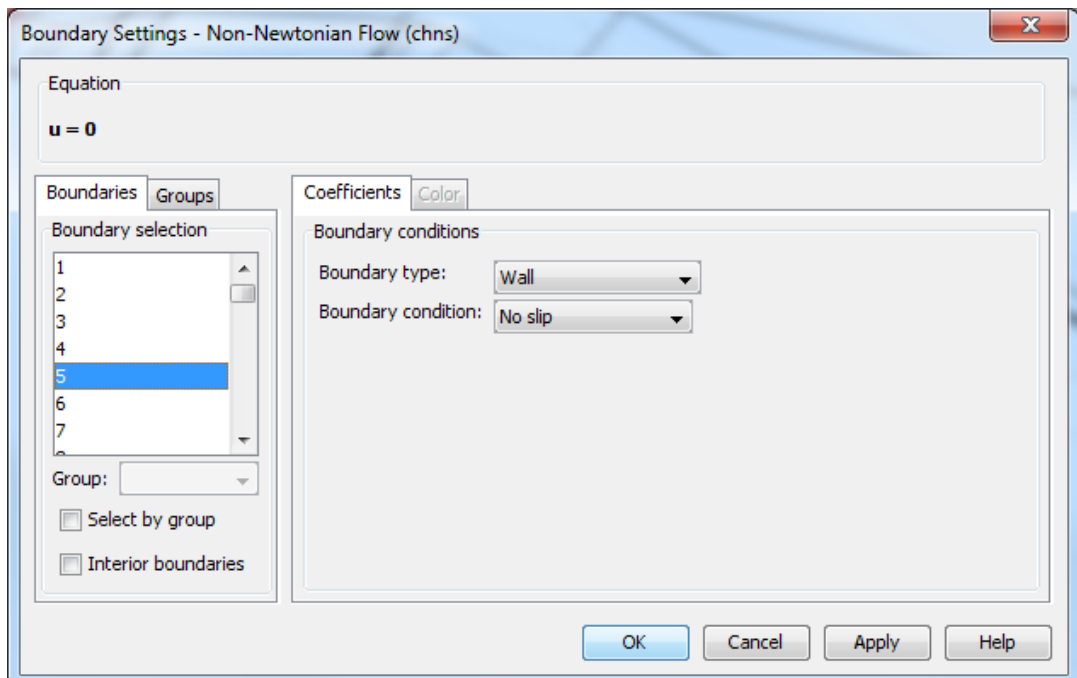 Boundary Settings - Non-Newtonian Flow (chns)
Equation
u = 0
Boundaries Groups
Coefficients Color
Boundary selection
1
2
3
4
5
6
7
Group:
Select by group
Interior boundaries
Boundary conditions
Boundary type: Wall
Boundary condition: No slip
OK Cancel Apply Help